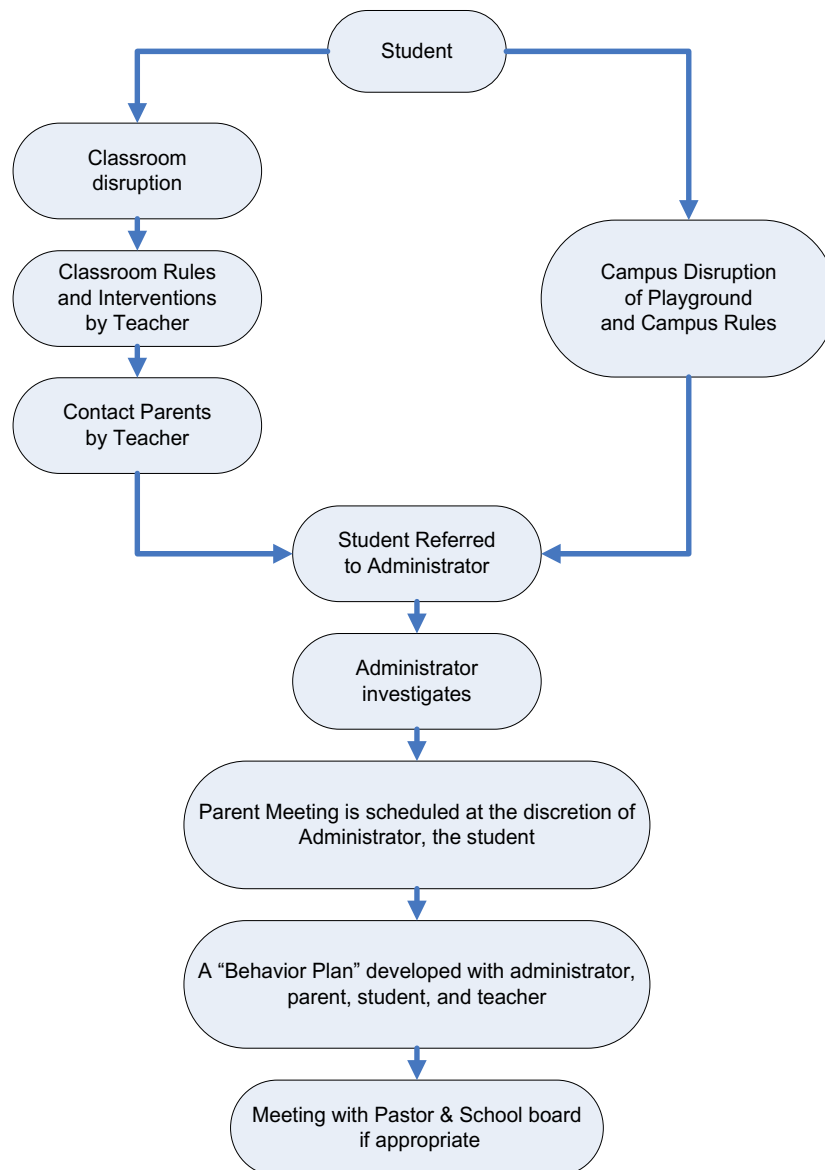 Student
Classroom
disruption
Classroom Rules
and Interventions
by Teacher
Contact Parents
by Teacher
Campus Disruption
of Playground
and Campus Rules
Student Referred
to Administrator
Administrator
investigates
Parent Meeting is scheduled at the discretion of
Administrator, the student
A “Behavior Plan” developed with administrator,
parent, student, and teacher
Meeting with Pastor & School board
if appropriate